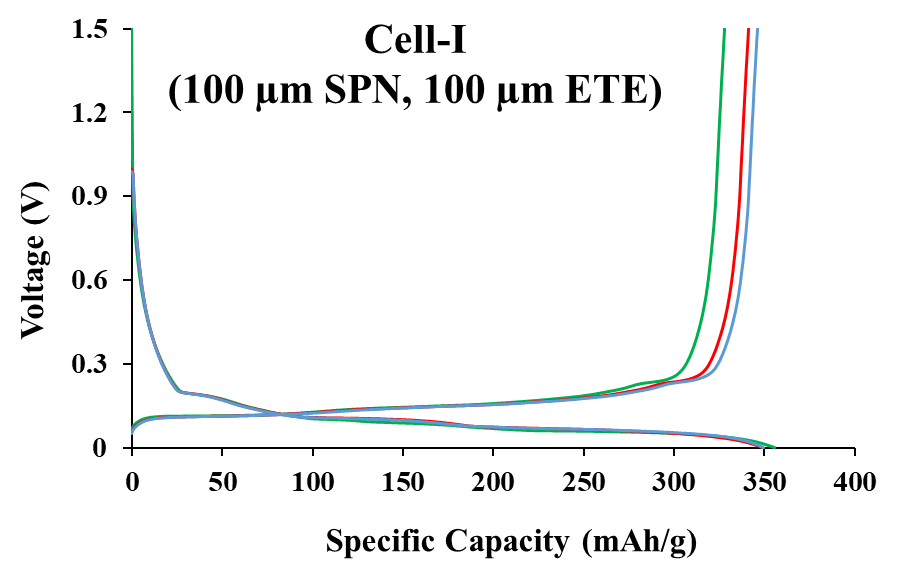 Cell-I
(100 μm SPN, 100 μm ETE)
1.5
1.2
0.9
0.6
0.3
0
Voltage (V)
0 50 100 150 200 250 300 350 400
Specific Capacity (mAh/g)